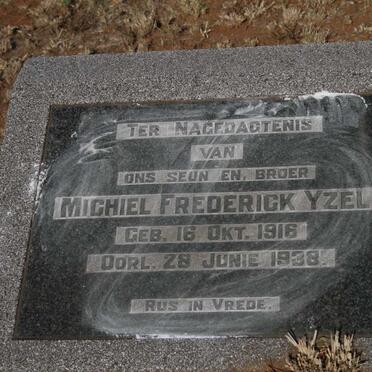 TER NAGEDAGTENIS
VAN
ONS SEUN EN, BROER
MICHIEL FREDERICK YZEL
GEB. 16 OKT. 1916
OORL. 28 JUNIE 1938.
RUS IN VREDE.